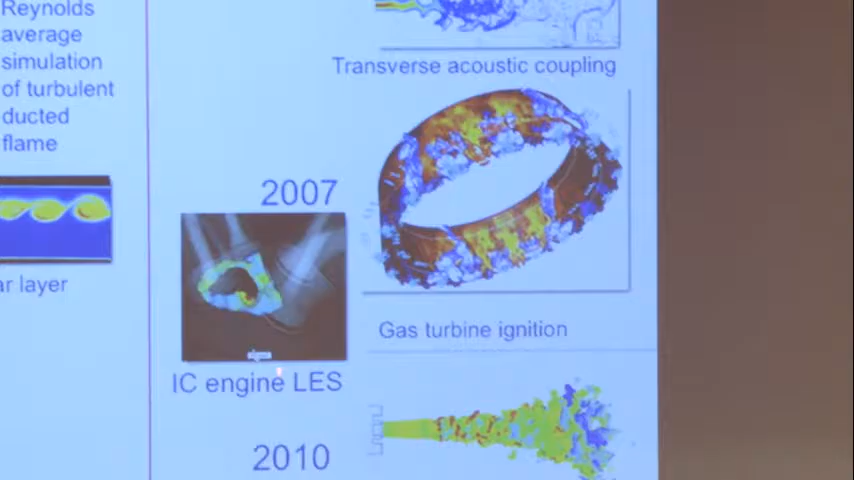 Reynolds
average
simulation
of turbulent
ducted
flame
ar layer
2007
IC engine LES
2010
Transverse acoustic coupling
Gas turbine ignition